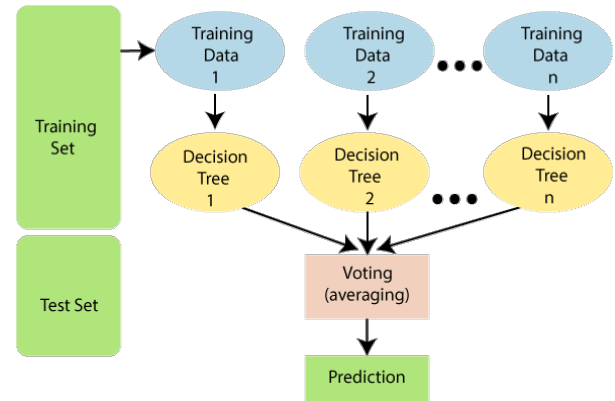 Training
Set
Test Set
Training
Data
1
Training
Data
2
Training
Data
n
Decision
Tree
1
Decision
Tree
2
Decision
Tree
n
Voting
(averaging)
Prediction